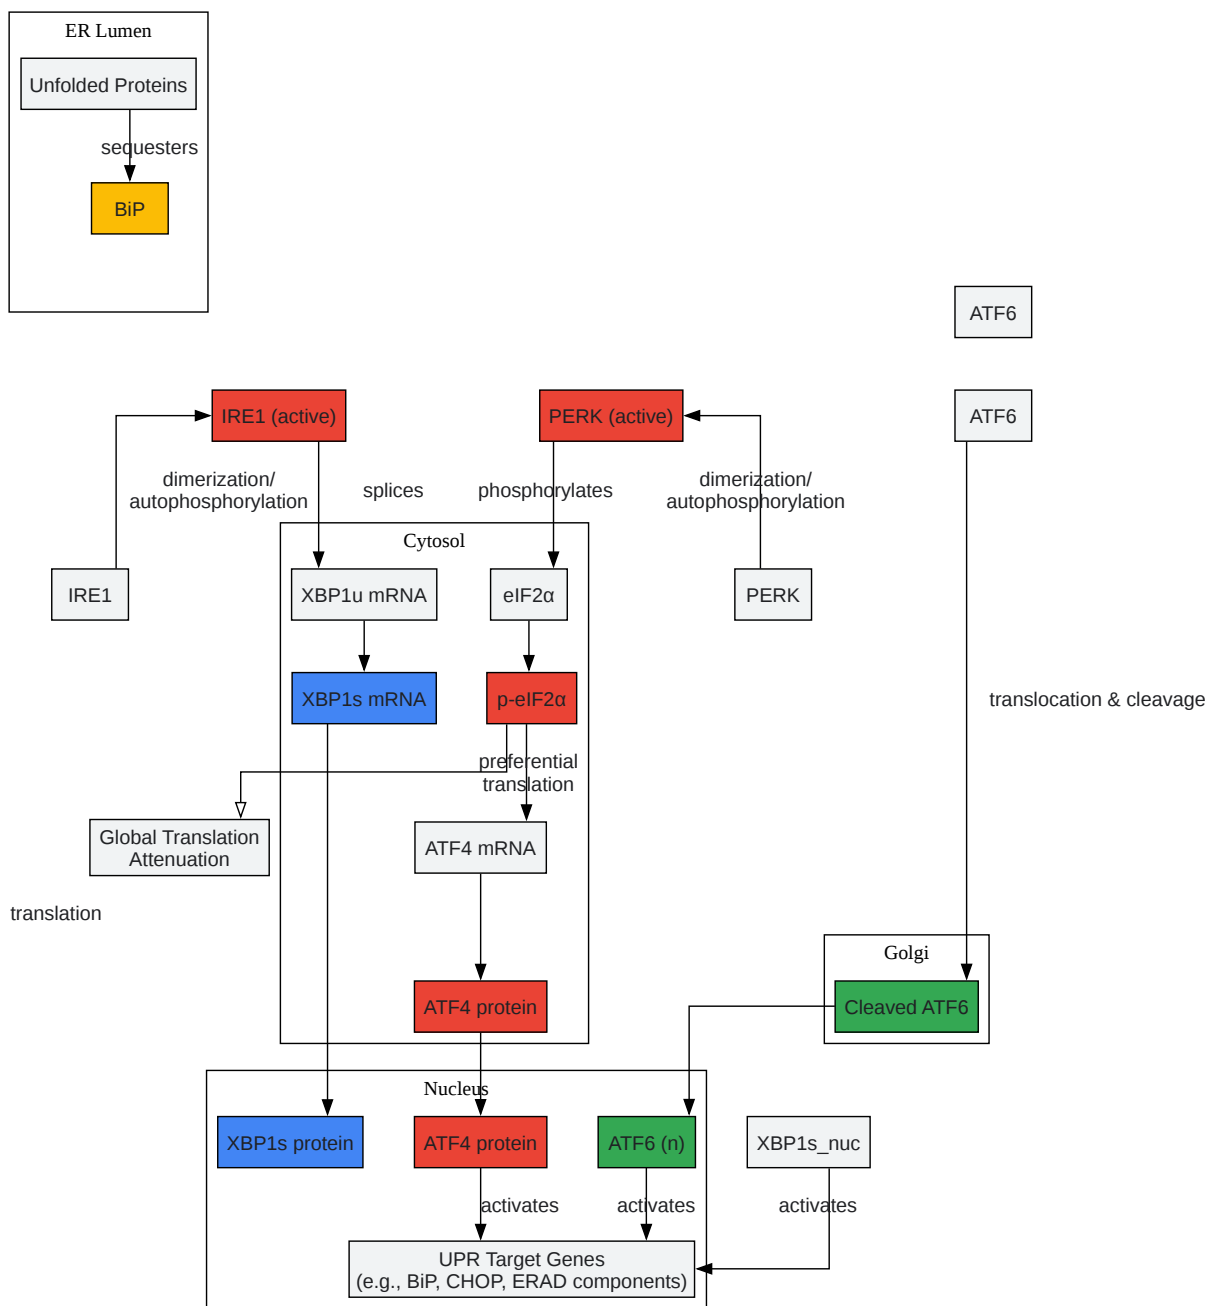 ER Lumen
Unfolded Proteins
sequesters
BiP
ATF6
IRE1 (active)
PERK (active)
ATF6
dimerization/
autophosphorylation
splices
phosphorylates
dimerization/
autophosphorylation
Cytosol
IRE1
XBP1u mRNA
eIF2α
PERK
XBP1s mRNA
p-eIF2α
translocation & cleavage
preferential
translation
Global Translation
Attenuation
ATF4 mRNA
translation
Golgi
ATF4 protein
Cleaved ATF6
Nucleus
XBP1s protein
ATF4 protein
ATF6 (n)
XBP1s_nuc
activates
activates
activates
UPR Target Genes
(e.g., BiP, CHOP, ERAD components)